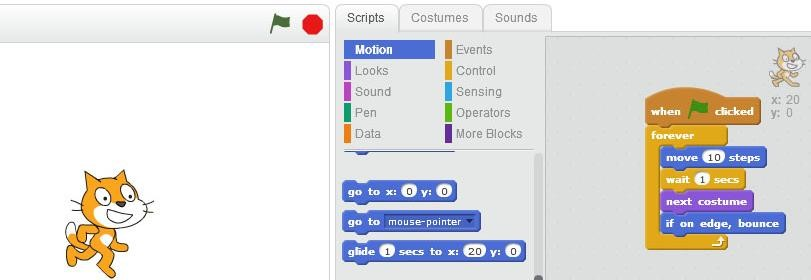 Scripts Costumes Sounds
Motion Events
Looks Control
Sound Sensing
Pen Operators
Data More Blocks
go to x: 0 y: 0
go to mouse-pointer
glide 1 secs to x: 20 y: 0
x: 20
y: 0
when clicked
forever
move 10 steps
wait 1 secs
next costume
if on edge, bounce